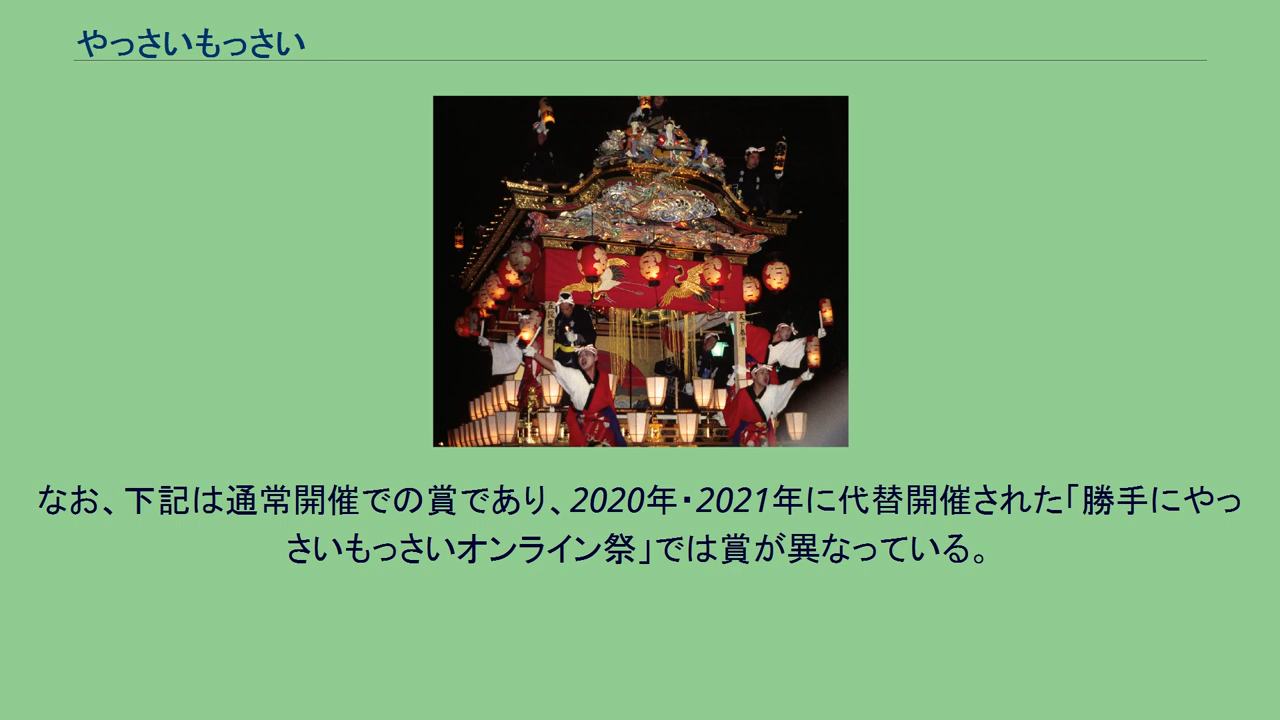 やっさいもっさい
なお、下記は通常開催での賞であり、2020年・2021年に代替開催された「勝手にやっ
さいもっさいオンライン祭」では賞が異なっている。